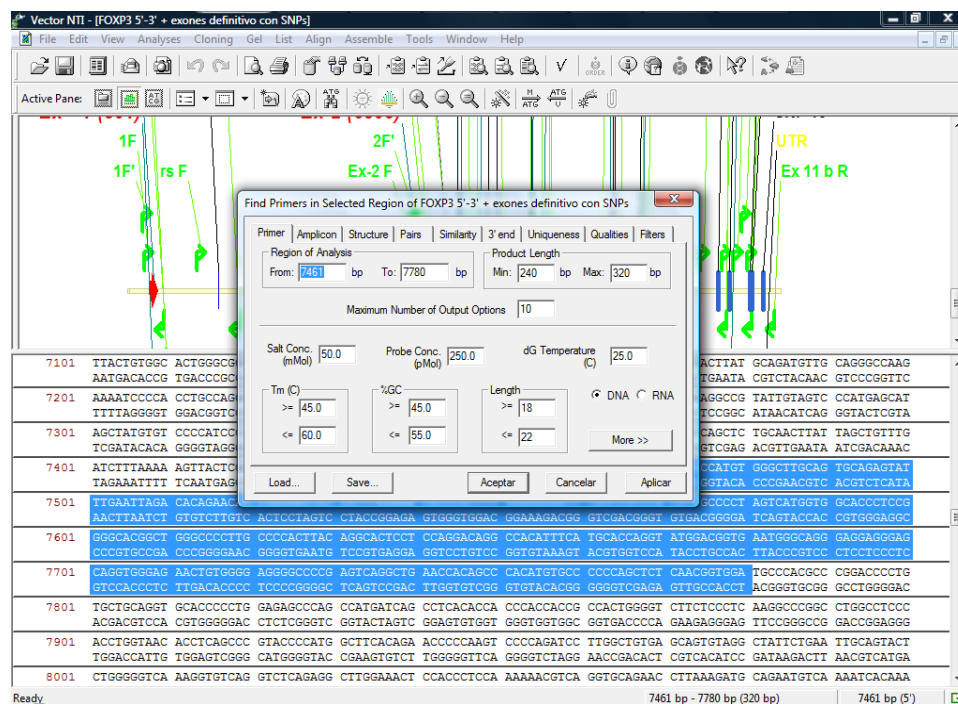 Vector NTI - [FOXP3 5'-3' + exones definitivo con SNPs]
File Edit View Analyses Cloning Gel List Align Assemble Tools Window Help
Active Pane:
1F
2F'
UTR
1F' rs F
Ex-2 F
Ex 11 b R
Find Primers in Selected Region of FOXP3 5'-3' + exones definitivo con SNPs
Primer Amplicon Structure Pairs Similarity 3' end Uniqueness Qualities Filters
Region of Analysis
From: 7461 bp To: 7780 bp
Product Length
Min: 240 bp Max: 320 bp
Maximum Number of Output Options 10
Salt Conc. (mMol) 50.0
Probe Conc. (pMol) 250.0
dG Temperature (C) 25.0
Tm (C)
>= 45.0
<= 60.0
%GC
>= 45.0
<= 55.0
Length
>= 18
<= 22
DNA RNA
More >>
Load... Save... Aceptar Cancelar Aplicar
7101 TTACTGTGGC ACTGGGCG ACTTAT GCAGATGTTG CAGGGCCAAG
AATGACACCG TGACCCGC TGAATA CGTCTACAAC GTCCCGGTTC
7201 AAAATCCCCA CCTGCCAG AGGCCG TATTGTAGTC CCCATGAGCAT
TTTTAGGGGT GGACGGTC TCCGGC ATAACATCAG GGTACTCGTA
7301 AGCTATGTGT CCCCATCC CAGCTC TGCAACTTAT TAGCTGTTTG
TCGATACACA GGGGTAGG GTCGAG ACGTTGAATA ATCGACAAAC
7401 ATCTTTAAAA AGTTACTC CCATGT GGGCTTGCAG TGCAGAGTAT
TAGAAATTTT TCAATGAG GGTACA CCCGAACGTC ACGTCTCATA
7501 TTGAATTAGA CACAGAAC GCCCCT AGTCATGGTG GCACCCTCCG
AACTTAATCT GTGTCTTGTC ACTCCTAGTC CTACCGGAGA GTGGGTGGAC GGAAAGACGG GTCGACGGGT GTGACGGGGA TCAGTACCAC CGTGGGAGGC
7601 GGGCACGGCT GGGCCCCTTG CCCCACTTAC AGGCACTCCT CCAGGACAGG CCACATTTCA TGCACCAGGT ATGGACGGTG AATGGGCAGG GAGGAGGGAG
CCCGTGCCGA CCCGGGGAAC GGGGTGAATG TCCGTGAGGA GGTCCTGTCC GGTGTAAAGT ACGTGGTCCA TACCTGCCAC TTACCCGTCC CTCCTCCCTC
7701 CAGGTGGGAG AACTGTGGGG AGGGGCCCCG AGTCAGGCTG AACCACAGCC CACATGTGCC CCCCAGCTCT CAACGGTGGA TGCCCACGCC CGGACCCCTG
GTCCACCCTC TTGACACCCC TCCCCGGGGC TCAGTCCGAC TTGGTGTCGG GTGTACACGG GGGGTCGAGA GTTGCCACCT ACGGGTGCGG GCCTGGGGAC
7801 TGCTGCAGGT GCACCCCCTG GAGAGCCCAG CCATGATCAG CCTCACACCA CCCACCACCG CCACTGGGGT CTTCTCCCTC AAGGCCCGGC CTGGCCTCCC
ACGACGTCCA CGTGGGGGAC CTCTCGGGTC GGTACTAGTC GGAGTGTGGT GGGTGGTGGC GGTGACCCCA GAAGAGGGAG TTCCGGGCCG GACCGGAGGG
7901 ACCTGGTAAC ACCTCAGCCC GTACCCCATG GCTTCACAGA ACCCCCAAGT CCCCAGATCC TTGGCTGTGA GCAGTGTAGG CTATTCTGAA TTGCAGTACT
TGGACCATTG TGGAGTCGGG CATGGGGTAC CGAAGTGTCT TGGGGGTTCA GGGGTCTAGG AACCGACACT CGTCACATCC GATAAGACTT AACGTCATGA
8001 CTGGGGGTCA AAGGTGTCAG GTCTCAGAGG CTTGGAAACT CCACCCTCCA AAAAACGTCA GGTGCAGAAC CTTAAAGATG CAGAATGTCA AAATCACAAA
Ready 7461 bp - 7780 bp (320 bp) 7461 bp (5')